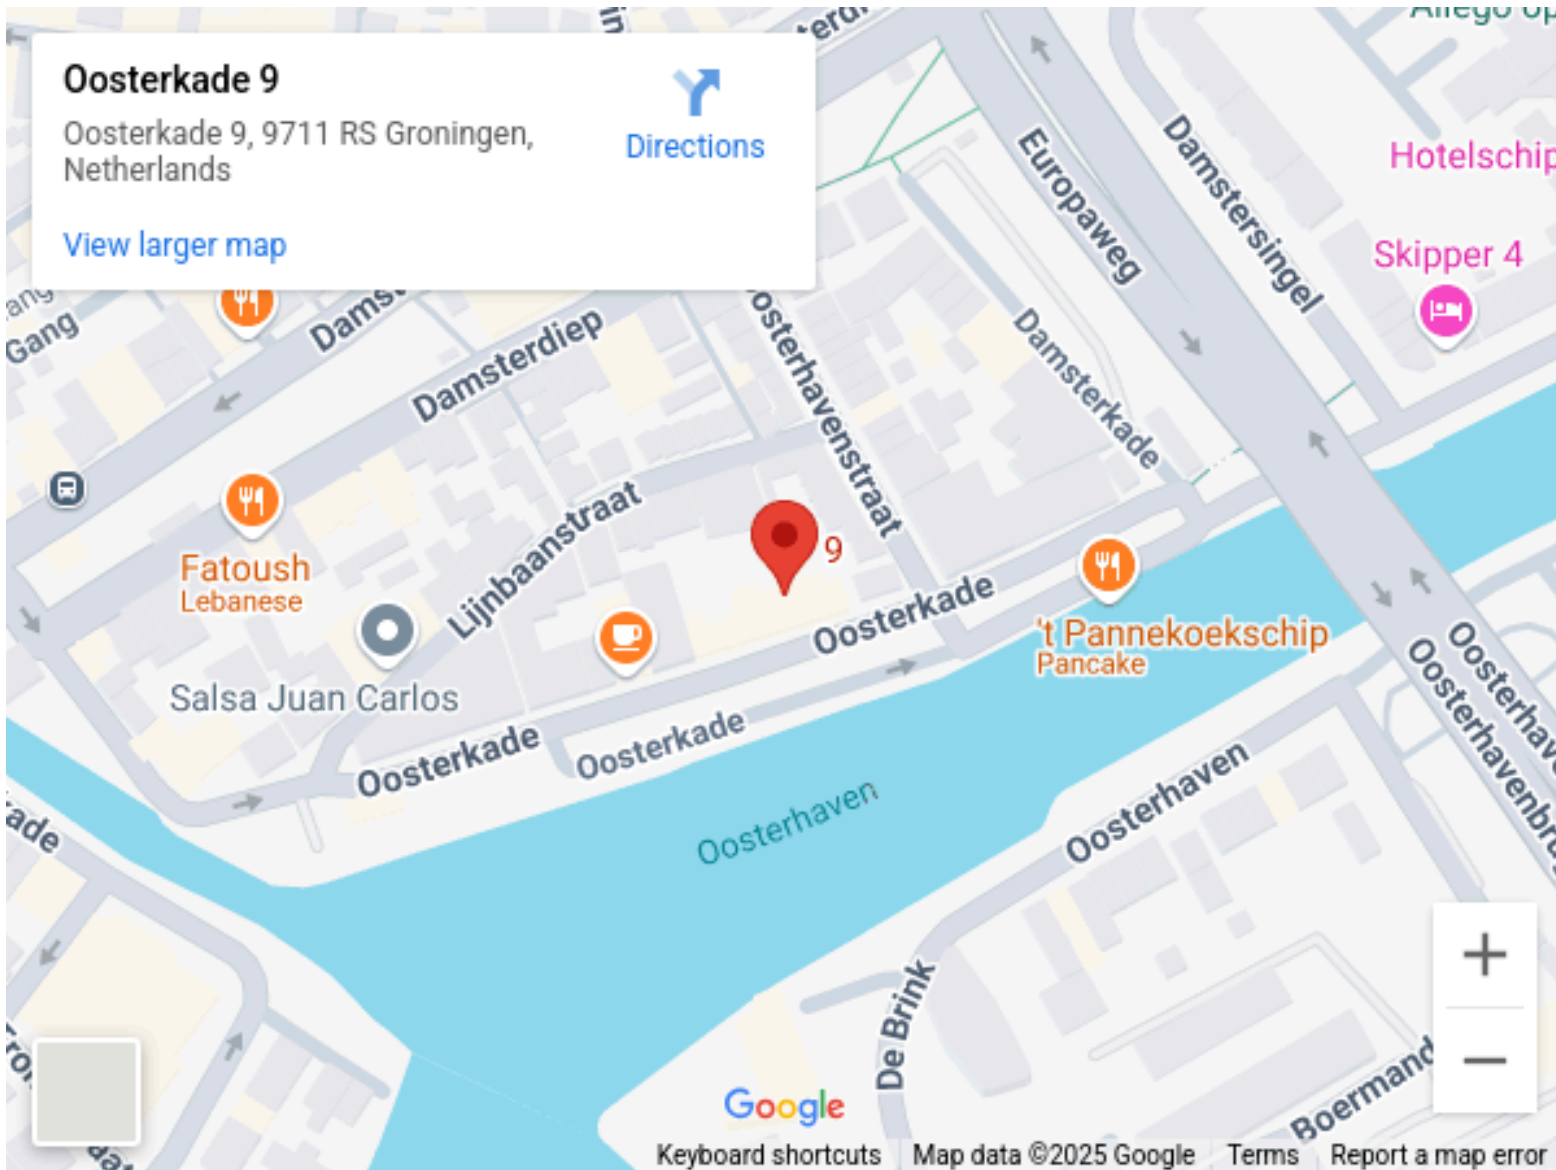 Oosterkade 9
Oosterkade 9, 9711 RS Groningen,
Netherlands
Directions
View larger map
Hotelschip
Skipper 4
Europaweg
Damstersingel
Gang
Damsterdiep
Oosterhavenstraat
Damsterkade
Lijnbaanstraat
Fatoush
Lebanese
9
Salsa Juan Carlos
Oosterkade
't Pannekoekschip
Pancake
Oosterkade
Oosterkade
Oosterhaven
Oosterhaven
De Brink
Google
Keyboard shortcuts
Map data ©2025 Google
Terms
Report a map error